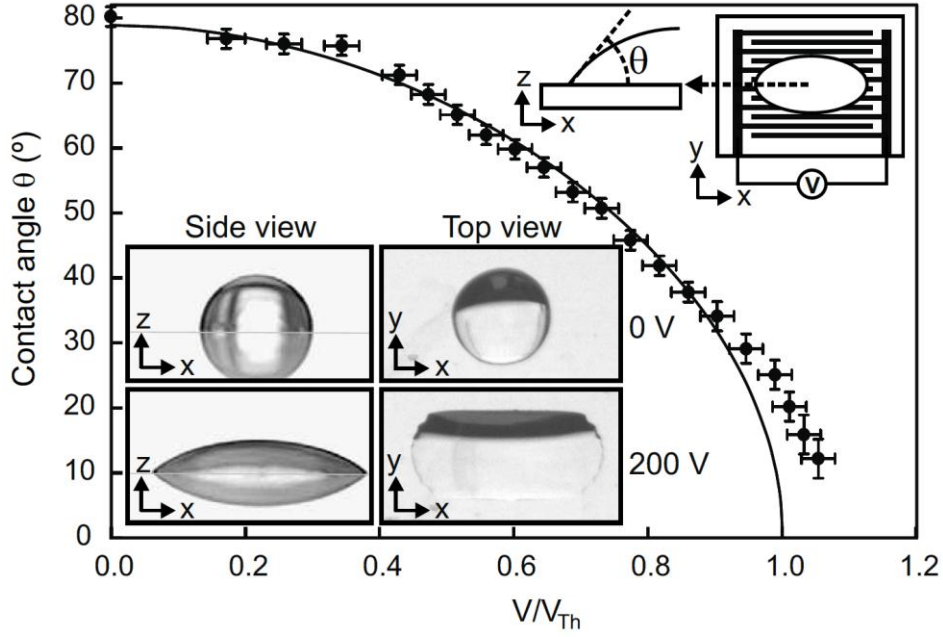 Contact angle θ (º)
80
70
60
50
40
30
20
10
0
θ
z
x
y
x
V
Side view
Top view
z
x
y
x
0 V
z
x
y
x
200 V
0.0
0.2
0.4
0.6
0.8
1.0
1.2
V/V_Th